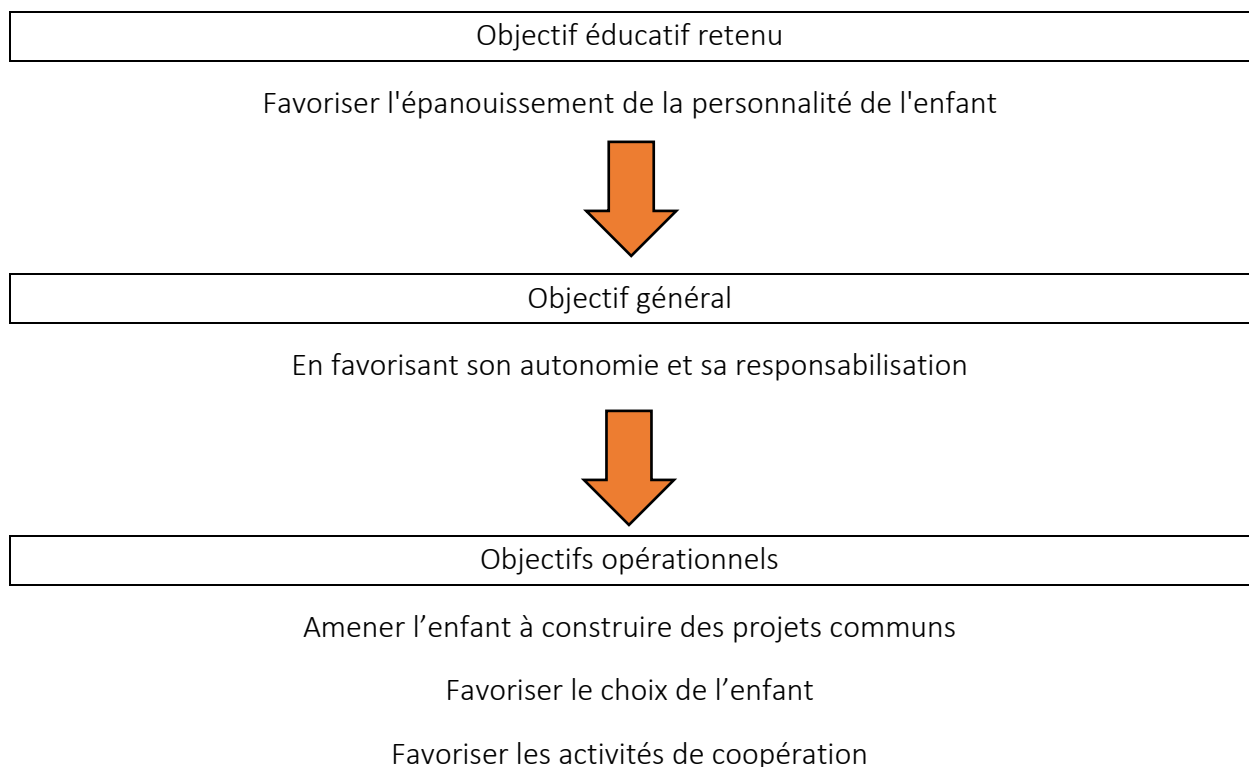 Objectif éducatif retenu
Favoriser l'épanouissement de la personnalité de l'enfant
Objectif général
En favorisant son autonomie et sa responsabilisation
Objectifs opérationnels
Amener l’enfant à construire des projets communs
Favoriser le choix de l’enfant
Favoriser les activités de coopération